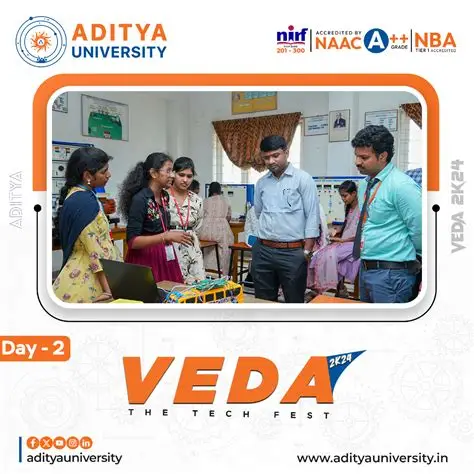 ADITYA
UNIVERSITY
nirf
201 - 300
ACCREDITED BY
NAAC A++ GRADE
NBA
TIER 1 ACCREDITED
ADITYA
VEDA 2K24
Day - 2
VEDA 2K24
THE TECH FEST
adityauniversity
www.adityauniversity.in